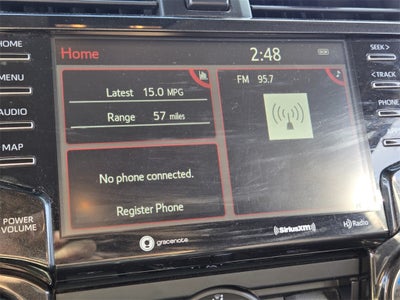 HOME
MENU
AUDIO
MAP
POWER
VOLUME
Home
2:48
Latest 15.0 MPG
Range 57 miles
No phone connected.
Register Phone
FM 95.7
gracenote
SiriusXM
HD Radio
SEEK >
< TRACK
PHONE